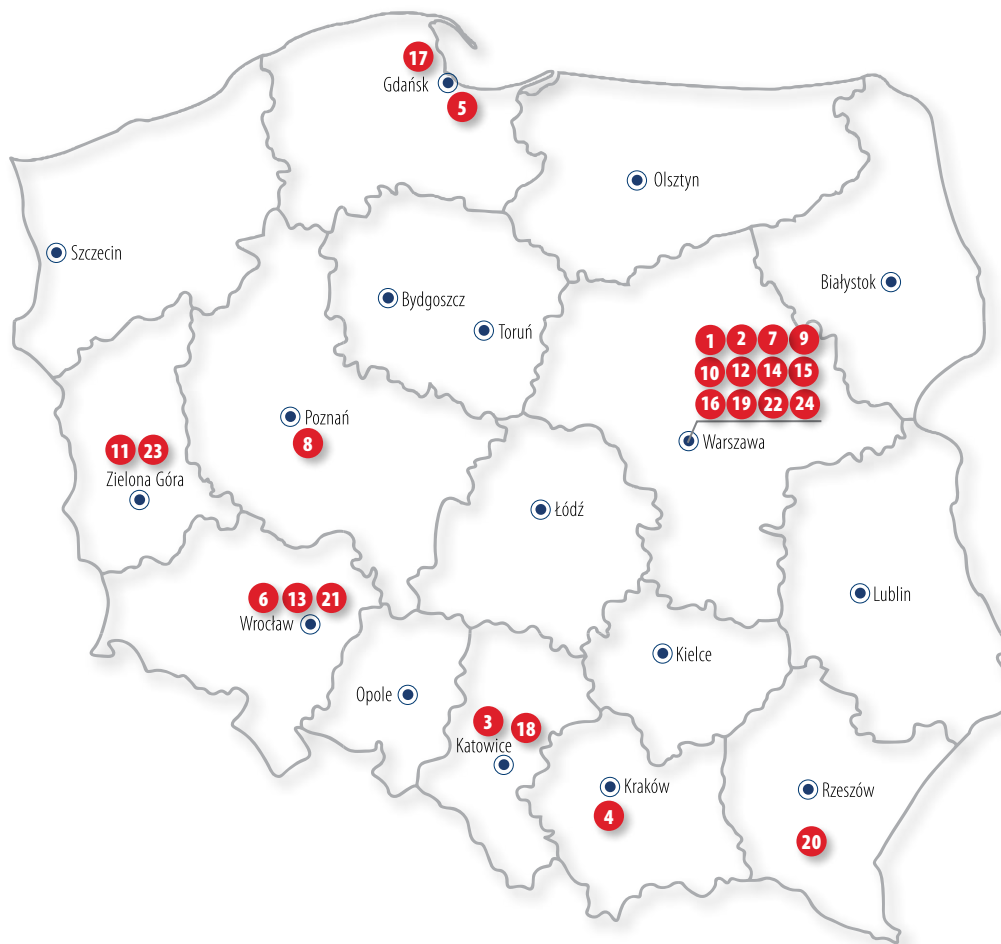 17
Gdańsk
5
Olsztyn
Szczecin
Białystok
Bydgoszcz
Toruń
1 2 7 9
10 12 14 15
16 19 22 24
Warszawa
Poznań
8
11 23
Zielona Góra
Łódź
6 13 21
Wrocław
Lublin
Kielce
Opole
3 18
Katowice
Kraków
4
Rzeszów
20